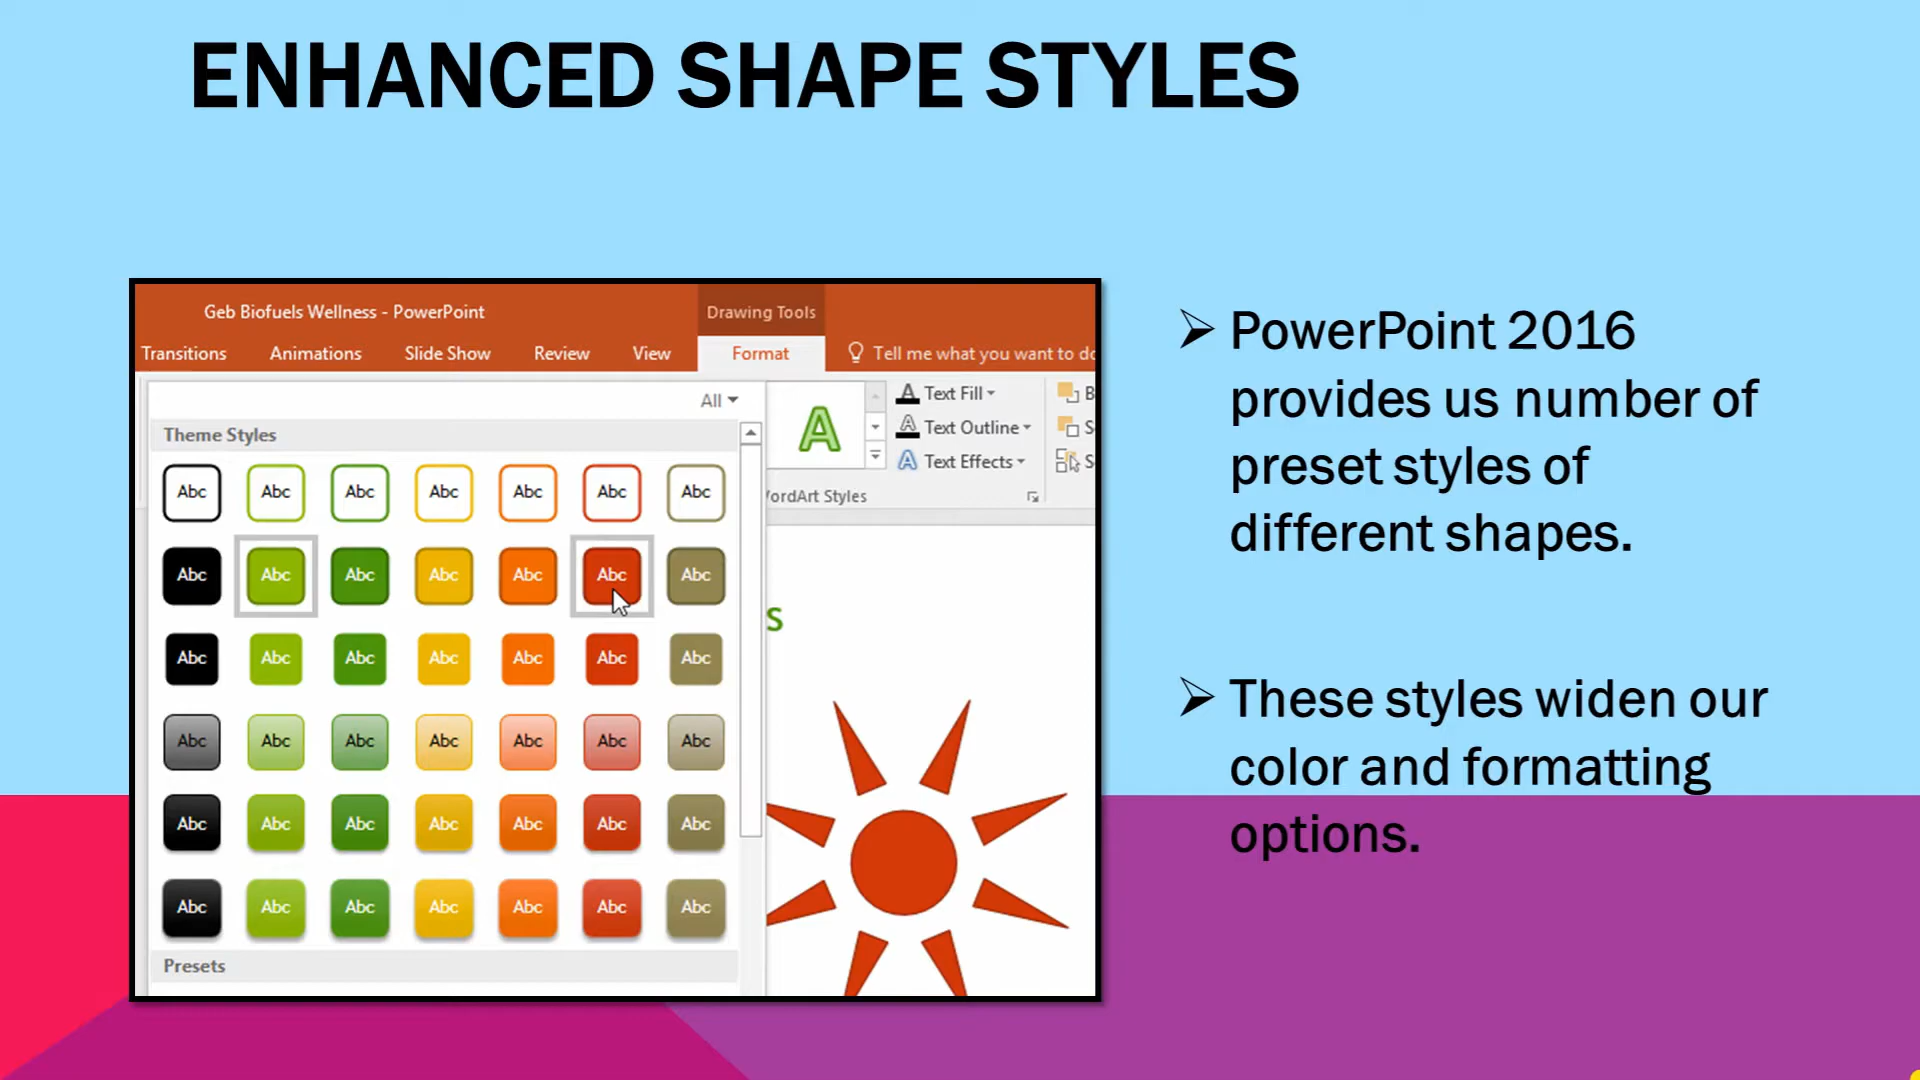 ENHANCED SHAPE STYLES
Geb Biofuels Wellness - PowerPoint
Drawing Tools
Transitions Animations Slide Show Review View Format Tell me what you want to do
All
Theme Styles
Text Fill
Text Outline
Text Effects
Abc Abc Abc Abc Abc Abc Abc
Abc Abc Abc Abc Abc Abc Abc
Abc Abc Abc Abc Abc Abc Abc
Abc Abc Abc Abc Abc Abc Abc
Abc Abc Abc Abc Abc Abc Abc
Abc Abc Abc Abc Abc Abc Abc
Presets
A
B
S
S
ordArt Styles
s
➢ PowerPoint 2016
provides us number of
preset styles of
different shapes.
➢ These styles widen our
color and formatting
options.